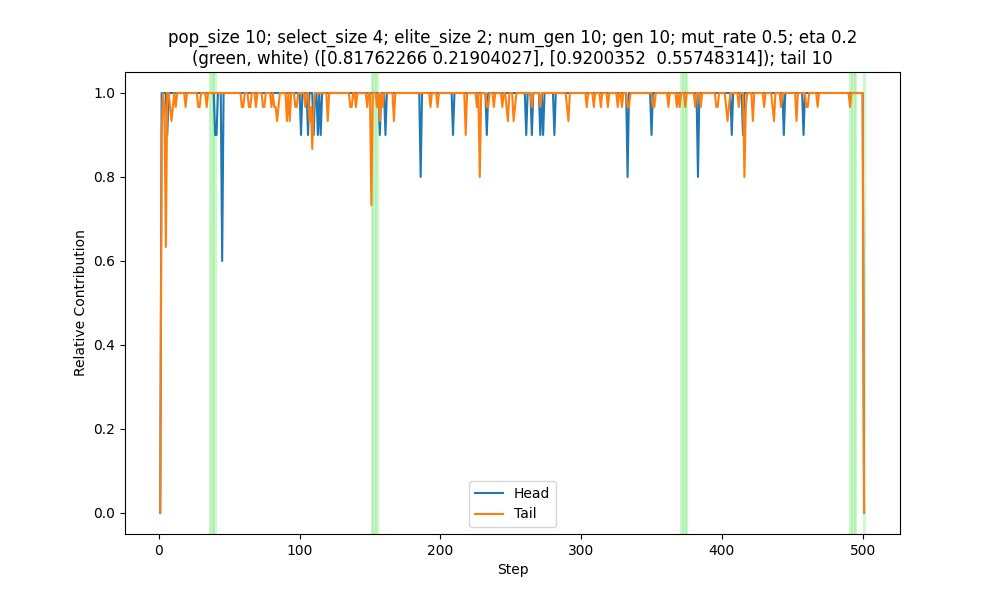 pop_size 10; select_size 4; elite_size 2; num_gen 10; gen 10; mut_rate 0.5; eta 0.2
(green, white) ([0.81762266 0.21904027], [0.9200352  0.55748314]); tail 10
Relative Contribution
1.0
0.8
0.6
0.4
0.2
0.0
Head
Tail
0
100
200
300
400
500
Step